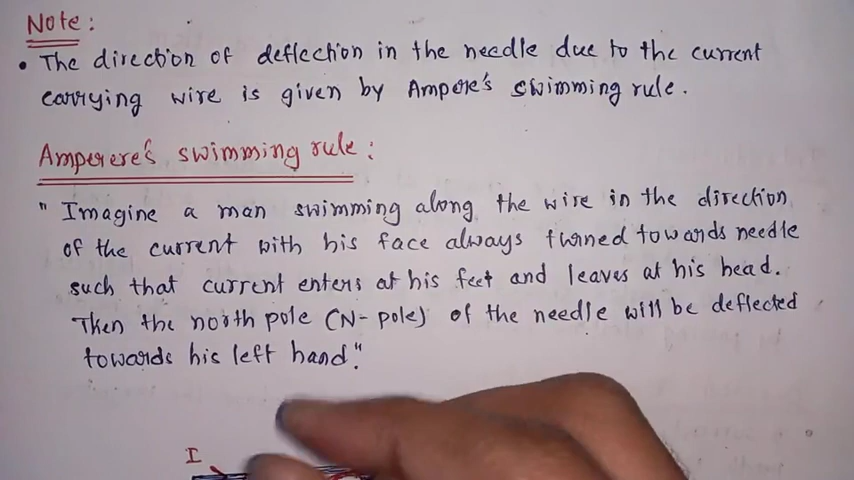 Note:
• The direction of deflection in the needle due to the current
carrying wire is given by Ampere's swimming rule.
Amperere's swimming rule:
" Imagine a man swimming along the wire in the direction
of the current with his face always turned towards needle
such that current enters at his feet and leaves at his head.
Then the north pole (N-pole) of the needle will be deflected
towards his left hand."
I